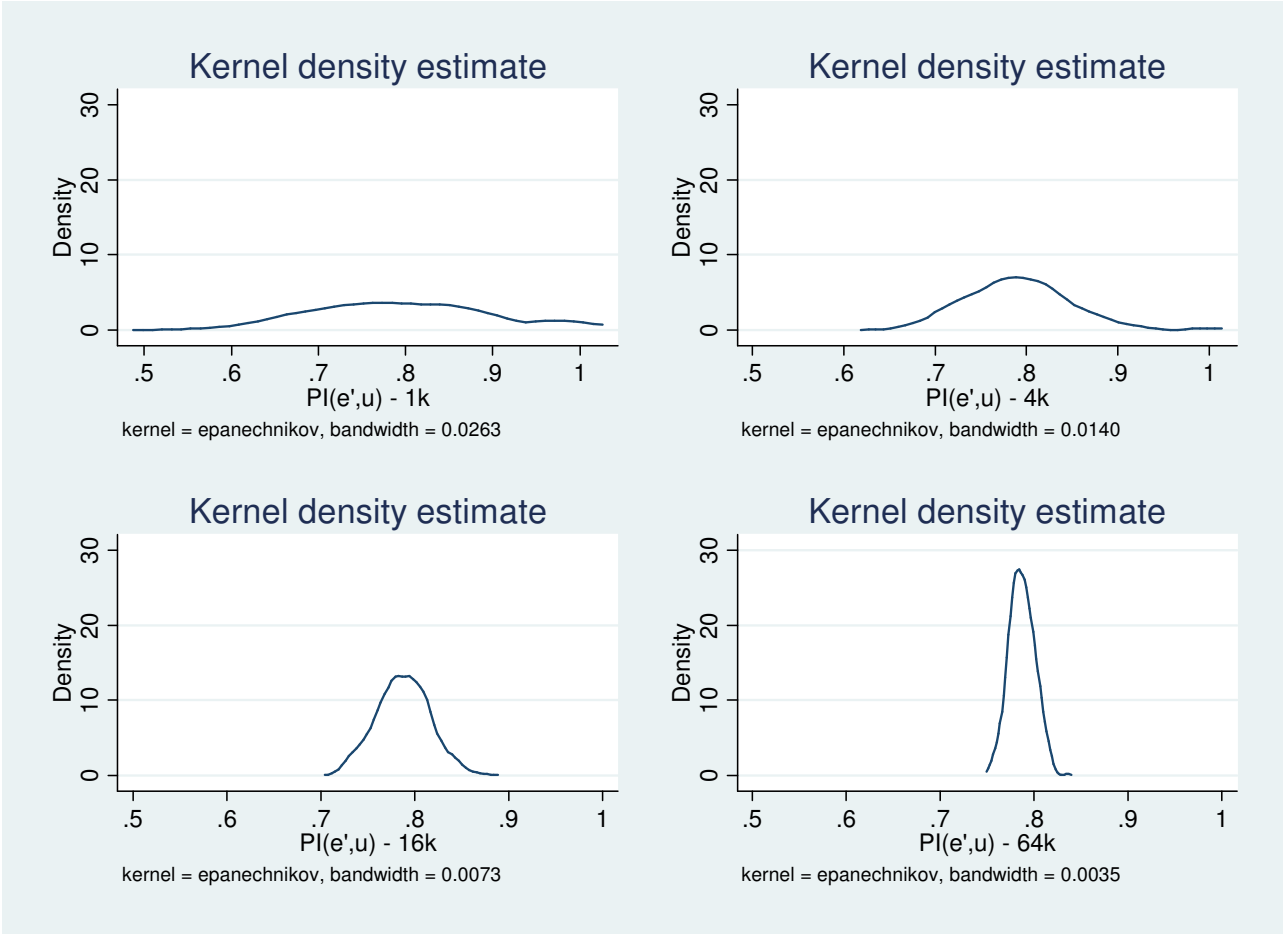 Kernel density estimate
Density
30
20
10
0
.5 .6 .7 .8 .9 1
PI(e',u) - 1k
kernel = epanechnikov, bandwidth = 0.0263
Kernel density estimate
Density
30
20
10
0
.5 .6 .7 .8 .9 1
PI(e',u) - 4k
kernel = epanechnikov, bandwidth = 0.0140
Kernel density estimate
Density
30
20
10
0
.5 .6 .7 .8 .9 1
PI(e',u) - 16k
kernel = epanechnikov, bandwidth = 0.0073
Kernel density estimate
Density
30
20
10
0
.5 .6 .7 .8 .9 1
PI(e',u) - 64k
kernel = epanechnikov, bandwidth = 0.0035